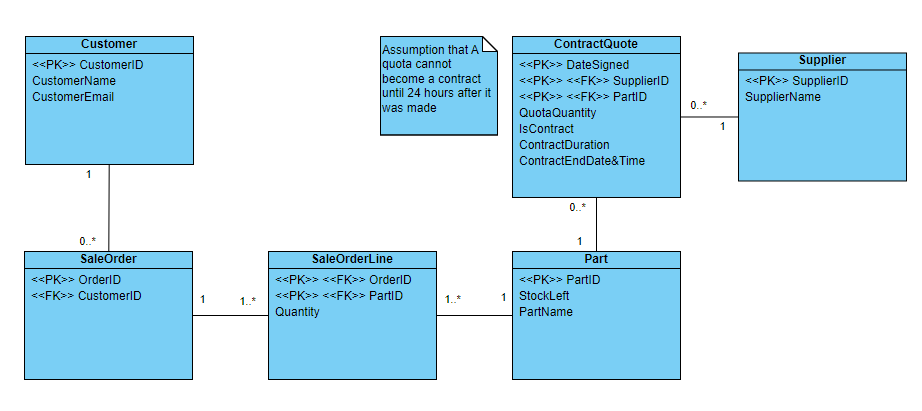 Customer
<<PK>> CustomerID
CustomerName
CustomerEmail
Assumption that A
quota cannot
become a contract
until 24 hours after it
was made
ContractQuote
<<PK>> DateSigned
<<PK>> <<FK>> SupplierID
<<PK>> <<FK>> PartID
QuotaQuantity
IsContract
ContractDuration
ContractEndDate&Time
Supplier
<<PK>> SupplierID
SupplierName
0..*
1
1
0..*
0..*
1
SaleOrder
<<PK>> OrderID
<<FK>> CustomerID
1
1..*
SaleOrderLine
<<PK>> <<FK>> OrderID
<<PK>> <<FK>> PartID
Quantity
1..*
1
Part
<<PK>> PartID
StockLeft
PartName